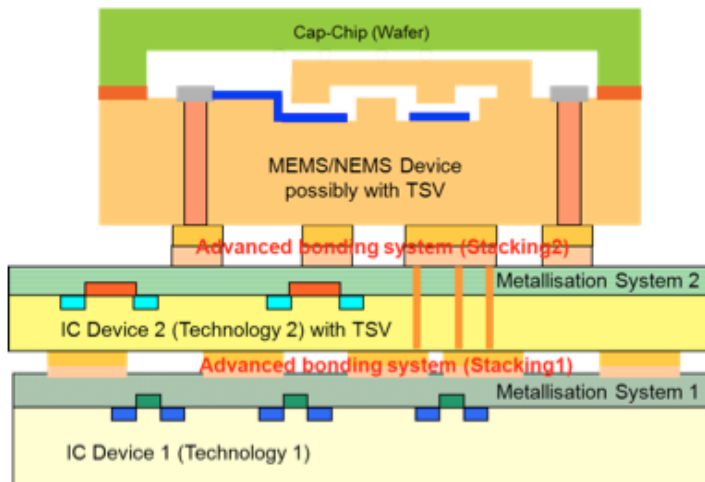 Cap-Chip (Wafer)
MEMS/NEMS Device
possibly with TSV
Advanced bonding system (Stacking2)
Metallisation System 2
IC Device 2 (Technology 2) with TSV
Advanced bonding system (Stacking1)
Metallisation System 1
IC Device 1 (Technology 1)